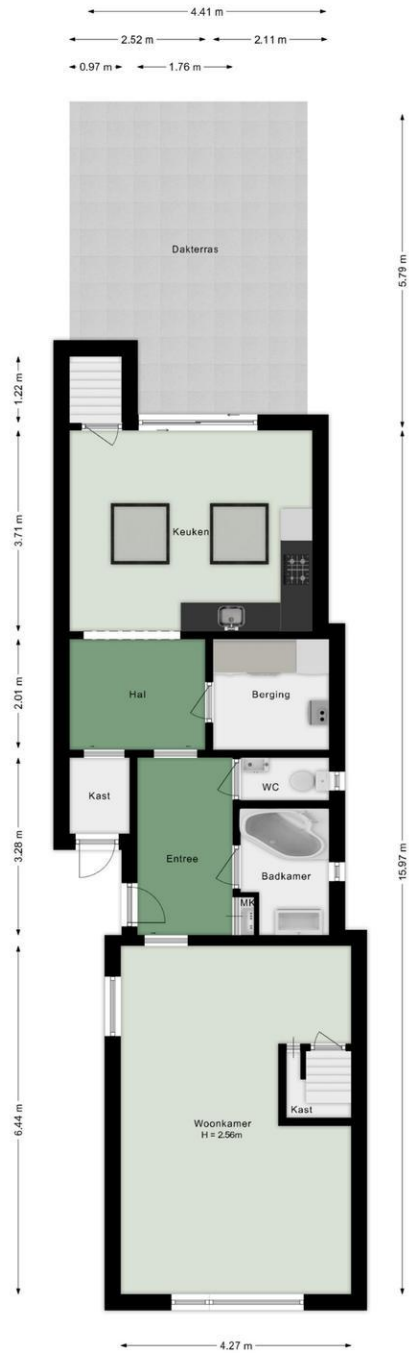 4.41 m
2.52 m
2.11 m
0.97 m
1.76 m
Dakterras
5.79 m
1.22 m
Keuken
3.71 m
Hal
Berging
2.01 m
WC
Kast
3.28 m
Entree
Badkamer
MK
15.97 m
Woonkamer
H = 2.56m
Kast
6.44 m
4.27 m